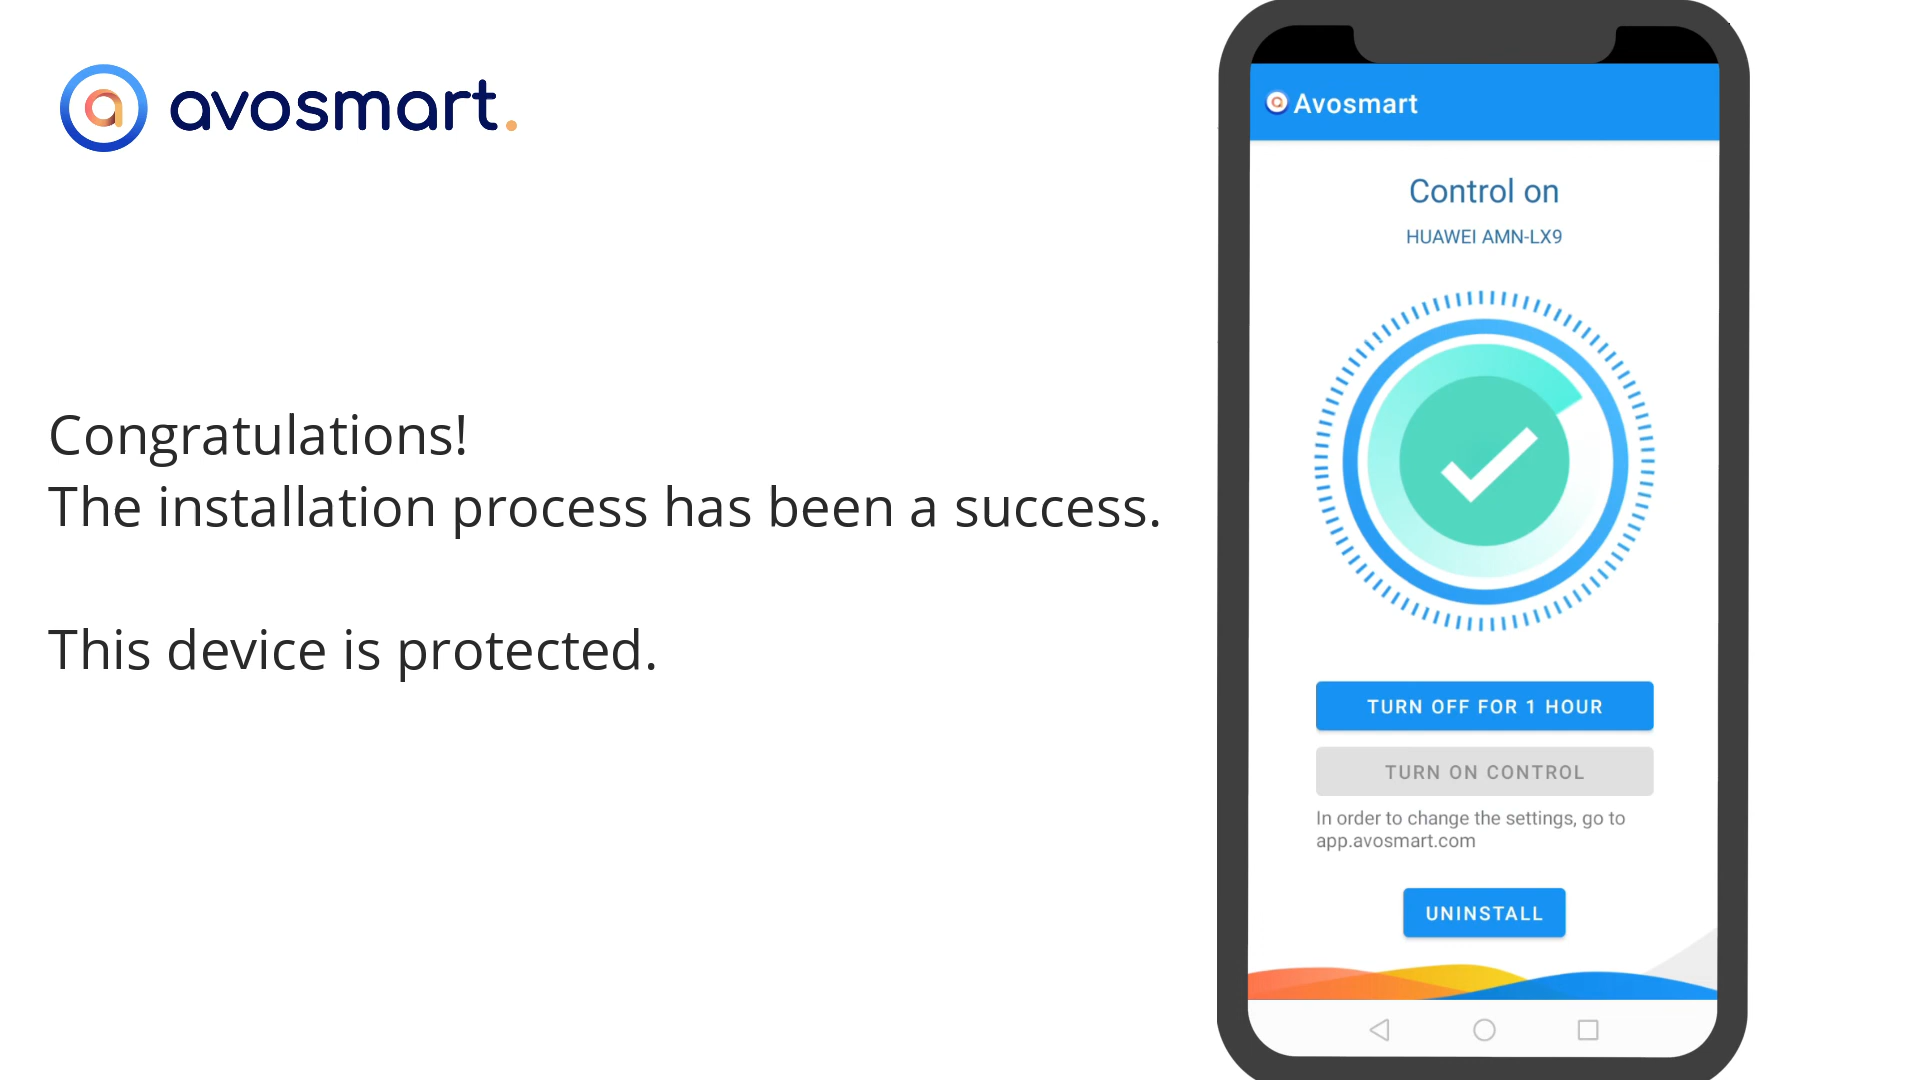 avosmart.
Congratulations!
The installation process has been a success.
This device is protected.
Avosmart
Control on
HUAWEI AMN-LX9
TURN OFF FOR 1 HOUR
TURN ON CONTROL
In order to change the settings, go to
app.avosmart.com
UNINSTALL